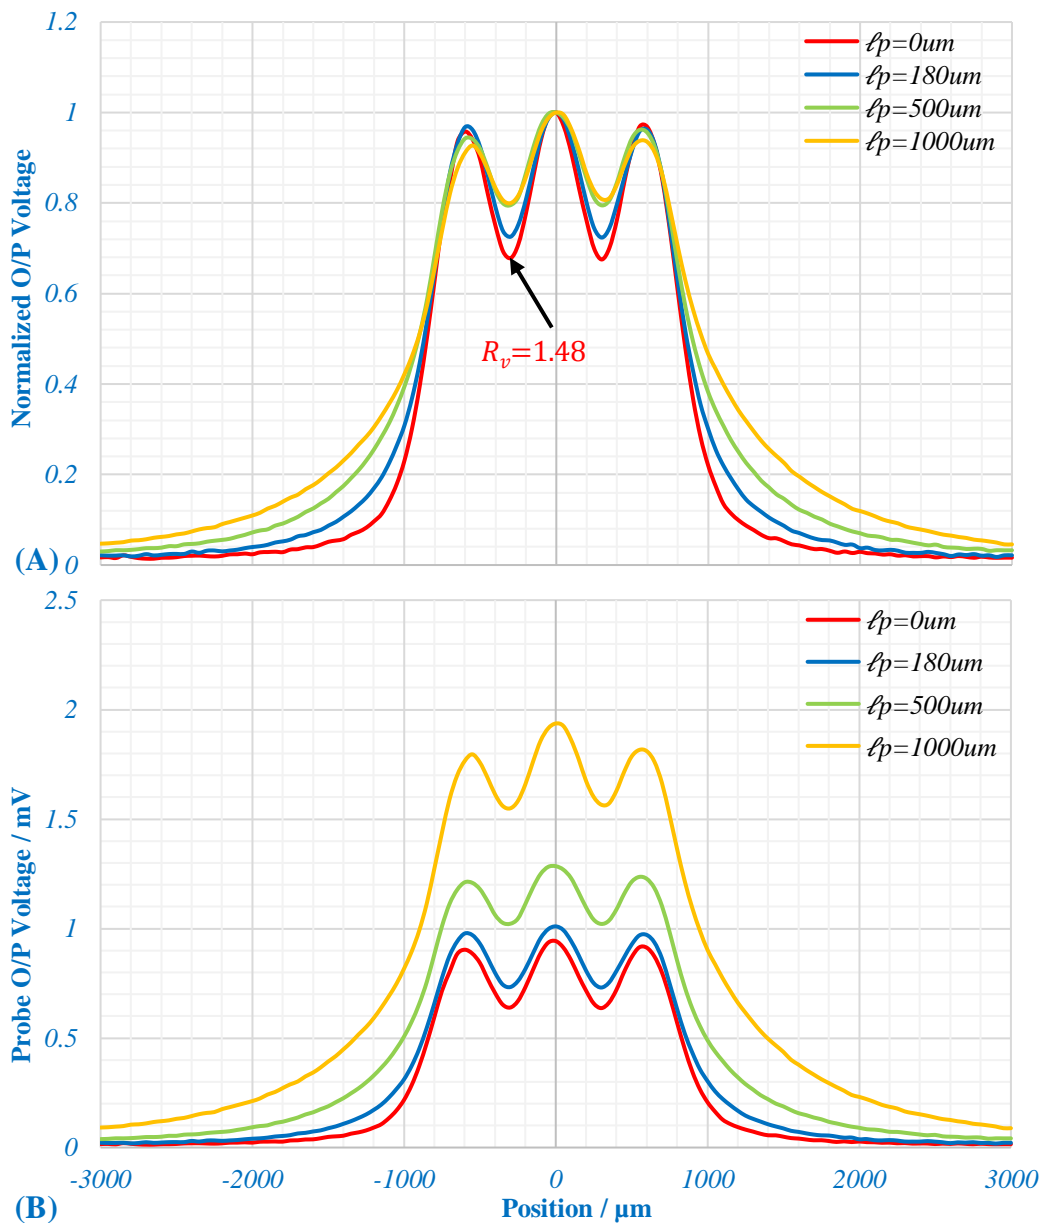 1.2
1
0.8
0.6
0.4
0.2
0
Normalized O/P Voltage
ℓp=0um
ℓp=180um
ℓp=500um
ℓp=1000um
R_v=1.48
(A)
2.5
2
1.5
1
0.5
0
Probe O/P Voltage / mV
ℓp=0um
ℓp=180um
ℓp=500um
ℓp=1000um
-3000 -2000 -1000 0 1000 2000 3000
(B)
Position / µm